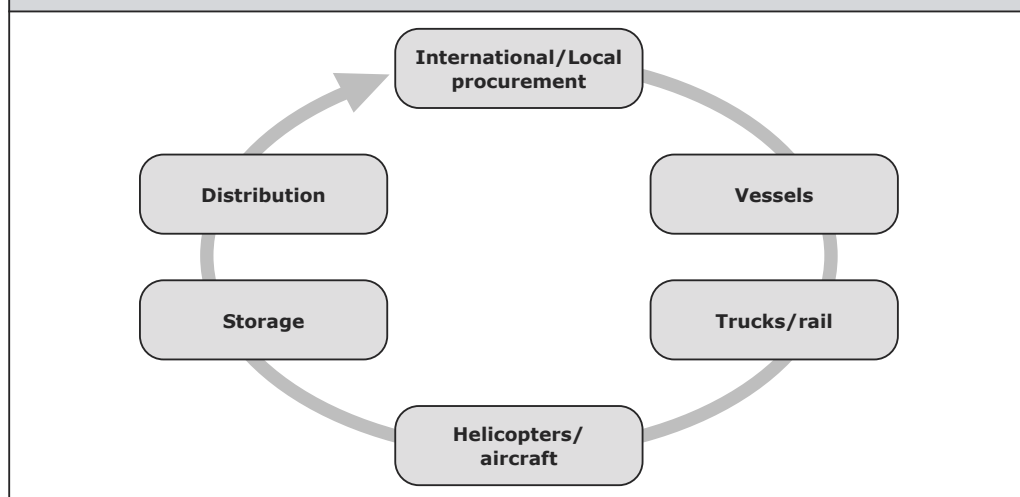 International/Local
procurement
Vessels
Trucks/rail
Helicopters/
aircraft
Storage
Distribution